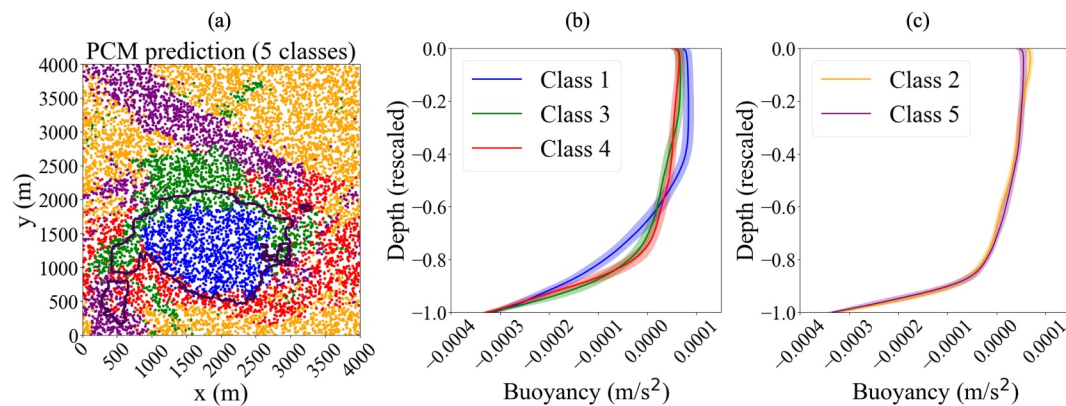 (a)
PCM prediction (5 classes)
4000
3500
3000
2500
2000
1500
1000
500
0
y (m)
0
500
1000
1500
2000
2500
3000
3500
4000
x (m)
(b)
0.0
−0.2
−0.4
−0.6
−0.8
−1.0
Depth (rescaled)
Class 1
Class 3
Class 4
−0.0004
−0.0003
−0.0002
−0.0001
0.0000
0.0001
Buoyancy (m/s²)
(c)
0.0
−0.2
−0.4
−0.6
−0.8
−1.0
Depth (rescaled)
Class 2
Class 5
−0.0004
−0.0003
−0.0002
−0.0001
0.0000
0.0001
Buoyancy (m/s²)